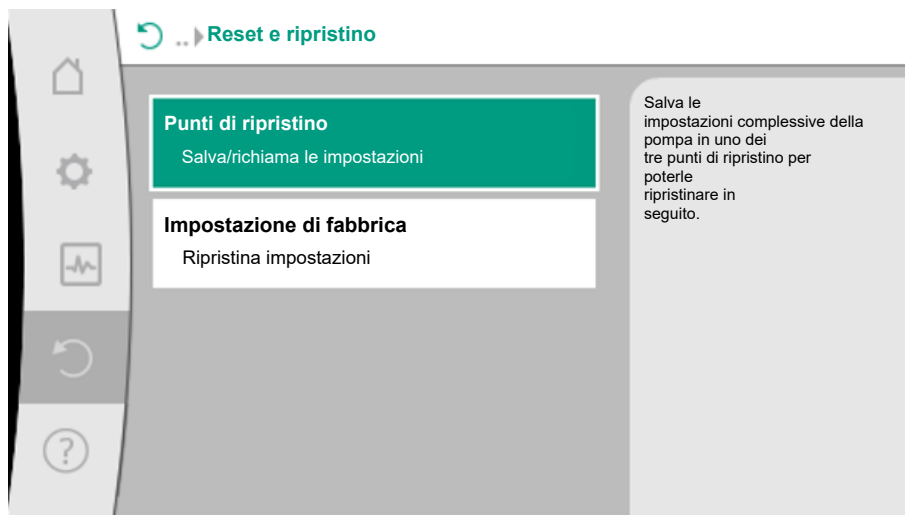 .. Reset e ripristino
Punti di ripristino
Salva/richiama le impostazioni
Impostazione di fabbrica
Ripristina impostazioni
Salva le
impostazioni complessive della
pompa in uno dei
tre punti di ripristino per
poterle
ripristinare in
seguito.
?